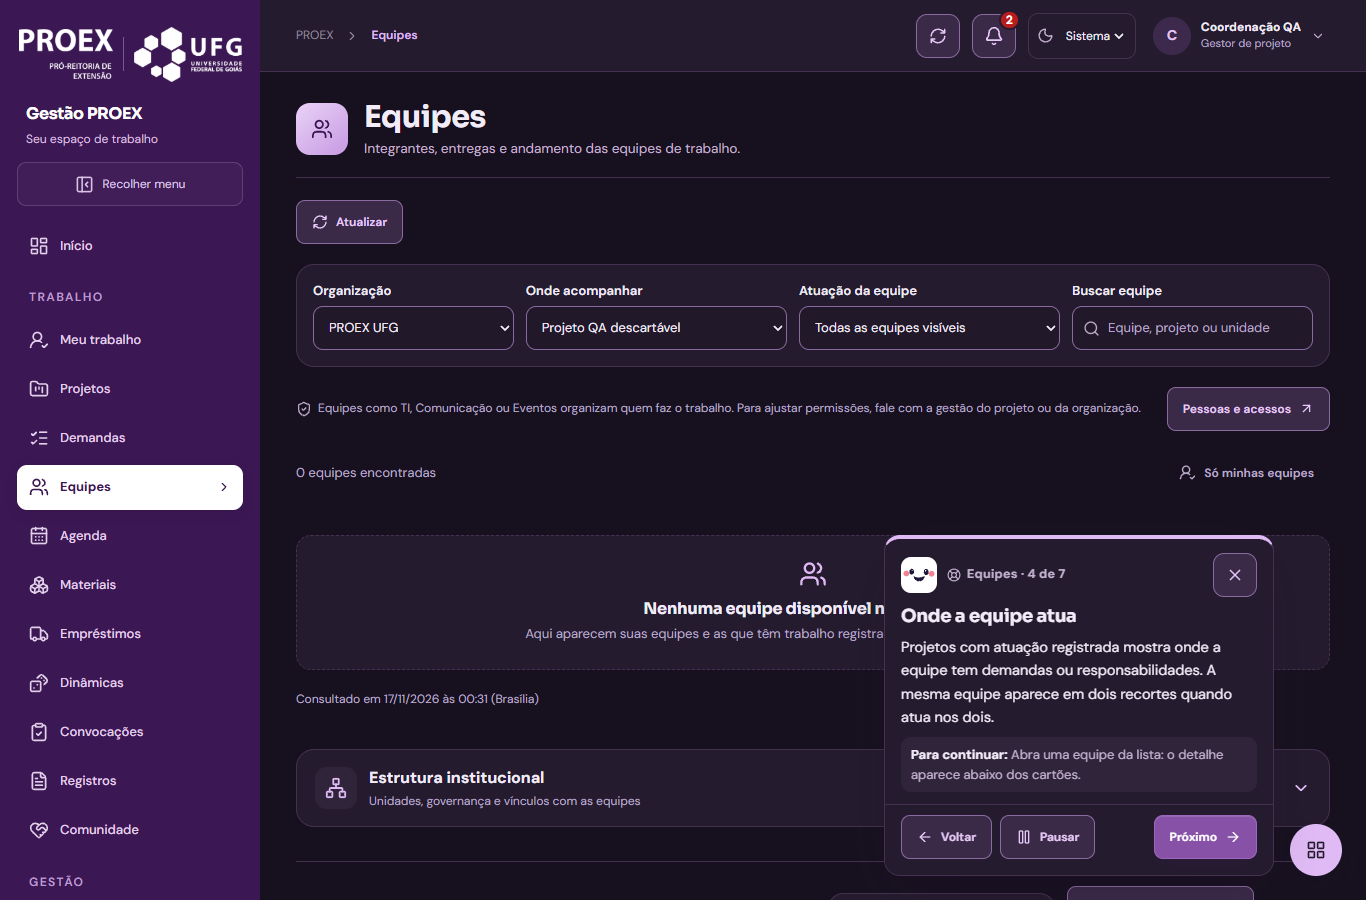 PROEX
PRÓ-REITORIA DE
EXTENSÃO
UFG
UNIVERSIDADE
FEDERAL DE GOIÁS
Gestão PROEX
Seu espaço de trabalho
Recolher menu
Início
TRABALHO
Meu trabalho
Projetos
Demandas
Equipes
Agenda
Materiais
Empréstimos
Dinâmicas
Convocações
Registros
Comunidade
GESTÃO
PROEX
Equipes
2
Sistema
C
Coordenação QA
Gestor de projeto
Equipes
Integrantes, entregas e andamento das equipes de trabalho.
Atualizar
Organização
Onde acompanhar
Atuação da equipe
Buscar equipe
PROEX UFG
Projeto QA descartável
Todas as equipes visíveis
Equipe, projeto ou unidade
Equipes como TI, Comunicação ou Eventos organizam quem faz o trabalho. Para ajustar permissões, fale com a gestão do projeto ou da organização.
Pessoas e acessos
0 equipes encontradas
Só minhas equipes
Nenhuma equipe disponível
Aqui aparecem suas equipes e as que têm trabalho
Consultado em 17/11/2026 às 00:31 (Brasília)
Estrutura institucional
Unidades, governança e vínculos com as equipes
Equipes · 4 de 7
Onde a equipe atua
Projetos com atuação registrada mostra onde a
equipe tem demandas ou responsabilidades. A
mesma equipe aparece em dois recortes quando
atua nos dois.
Para continuar: Abra uma equipe da lista: o detalhe
aparece abaixo dos cartões.
Voltar
Pausar
Próximo